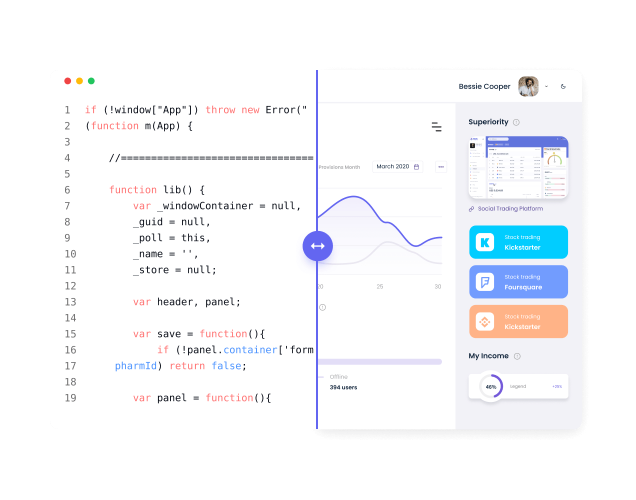 1 if (!window["App"]) throw new Error("
2 (function m(App) {
3
4 //================================
5
6 function lib() {
7 var _windowContainer = null,
8 _guid = null,
9 _poll = this,
10 _name = '',
11 _store = null;
12
13 var header, panel;
14
15 var save = function(){
16 if (!panel.container['form
17 pharmId) return false;
18
19 var panel = function(){
Bessie Cooper
Provisions Month
March 2020
20 25 30
Offline
394 users
Superiority
Social Trading Platform
Stock trading
Kickstarter
Stock trading
Foursquare
Stock trading
Kickstarter
My Income
46% Legend